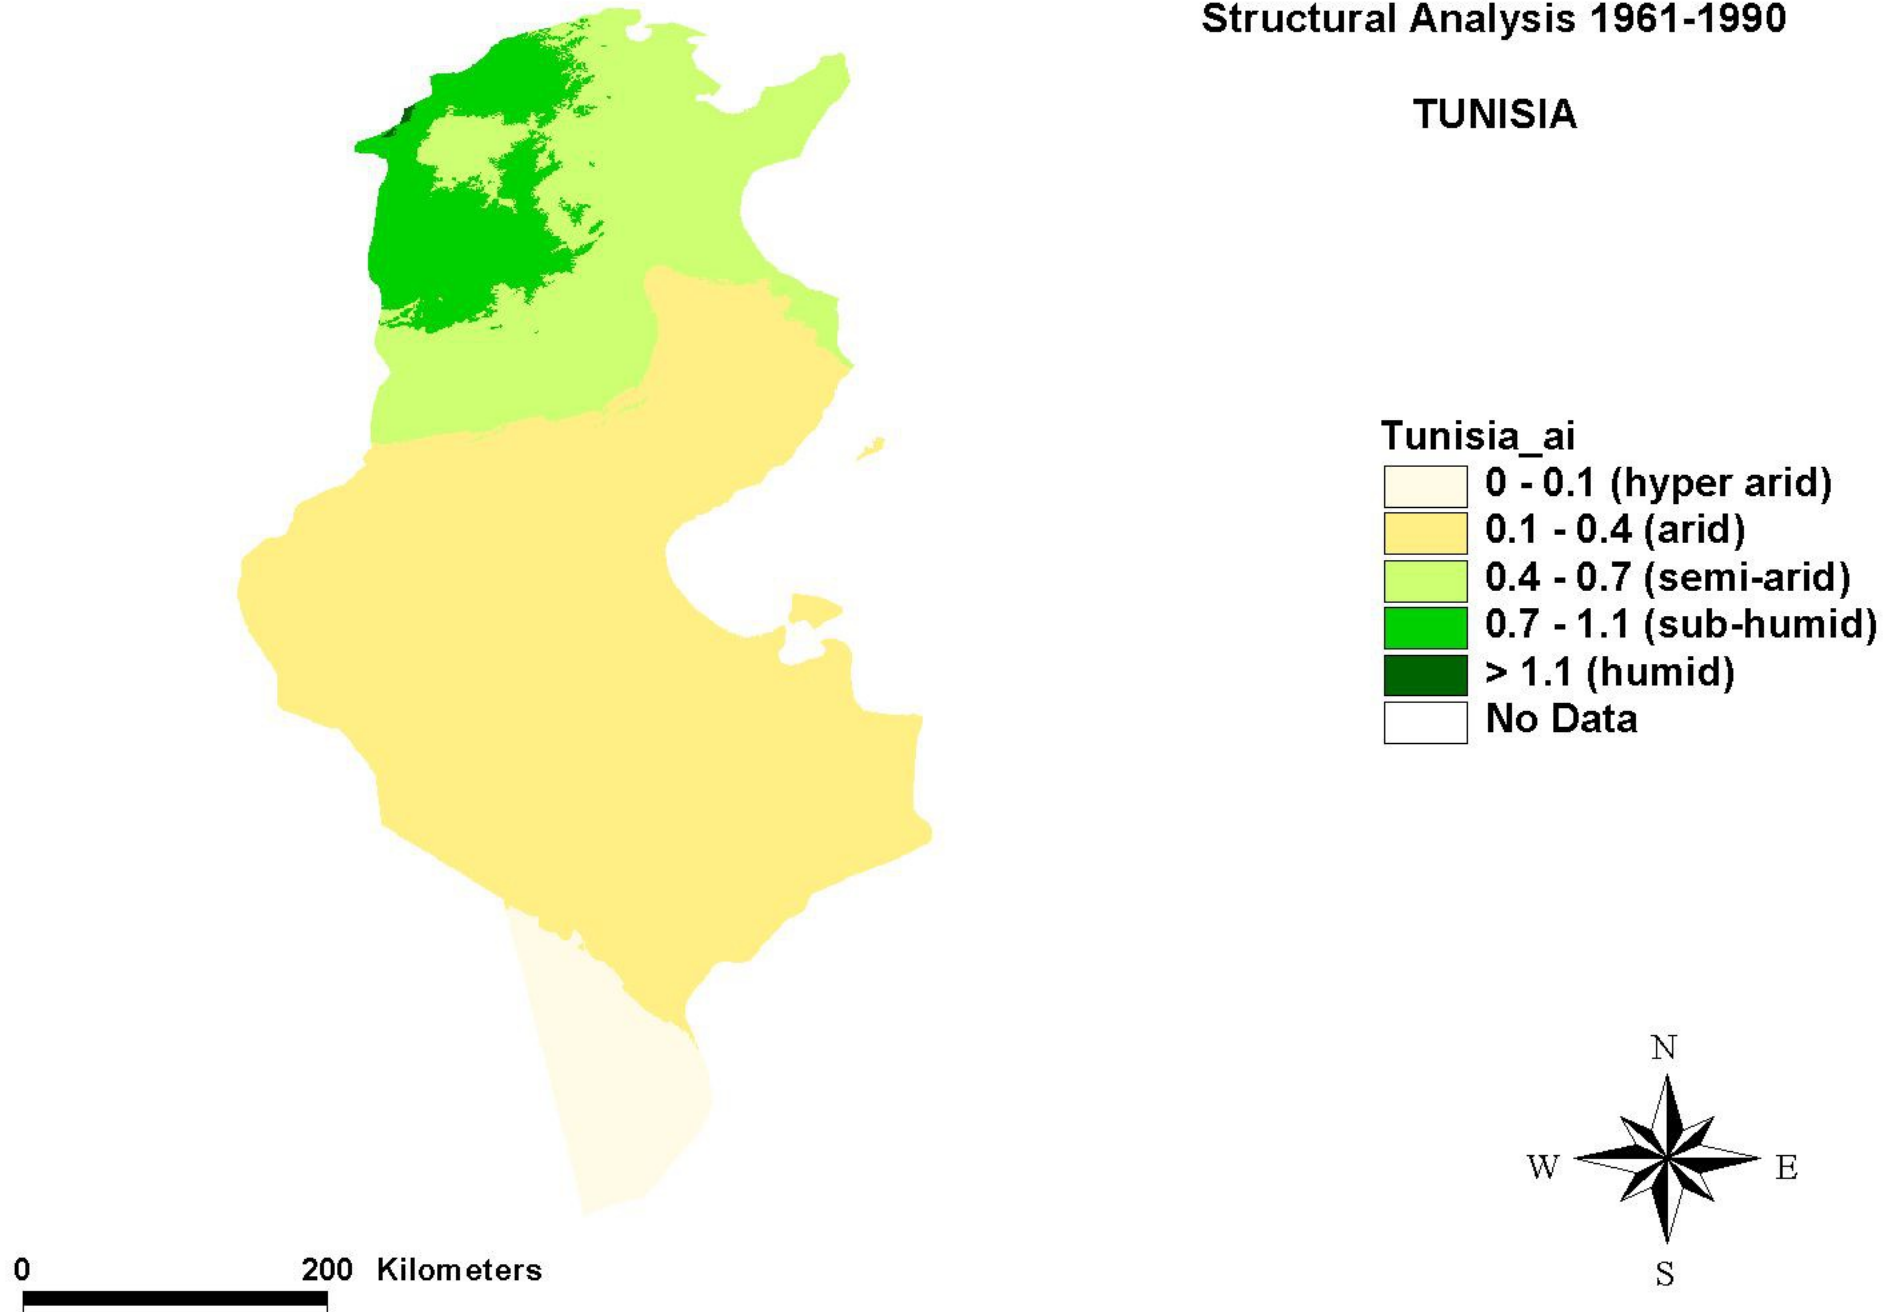 Structural Analysis 1961-1990
TUNISIA
Tunisia_ai
0 - 0.1 (hyper arid)
0.1 - 0.4 (arid)
0.4 - 0.7 (semi-arid)
0.7 - 1.1 (sub-humid)
> 1.1 (humid)
No Data
N
W E
S
0 200 Kilometers